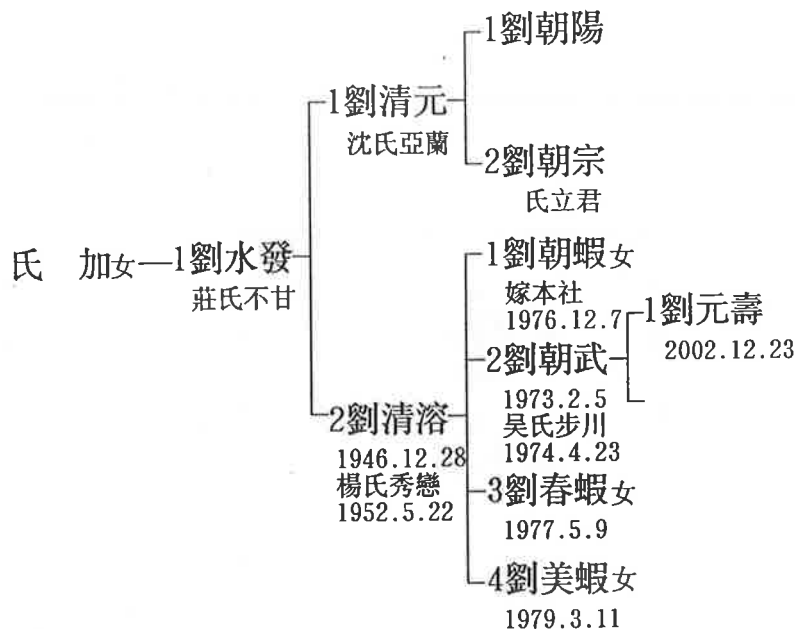 1劉朝陽
1劉清元
沈氏亞蘭
2劉朝宗
氏立君
氏　加女
1劉水發
莊氏不甘
1劉朝蝦女
嫁本社
1976.12.7
1劉元壽
2002.12.23
2劉朝武
1973.2.5
吴氏步川
1974.4.23
2劉清溶
1946.12.28
楊氏秀戀
1952.5.22
3劉春蝦女
1977.5.9
4劉美蝦女
1979.3.11